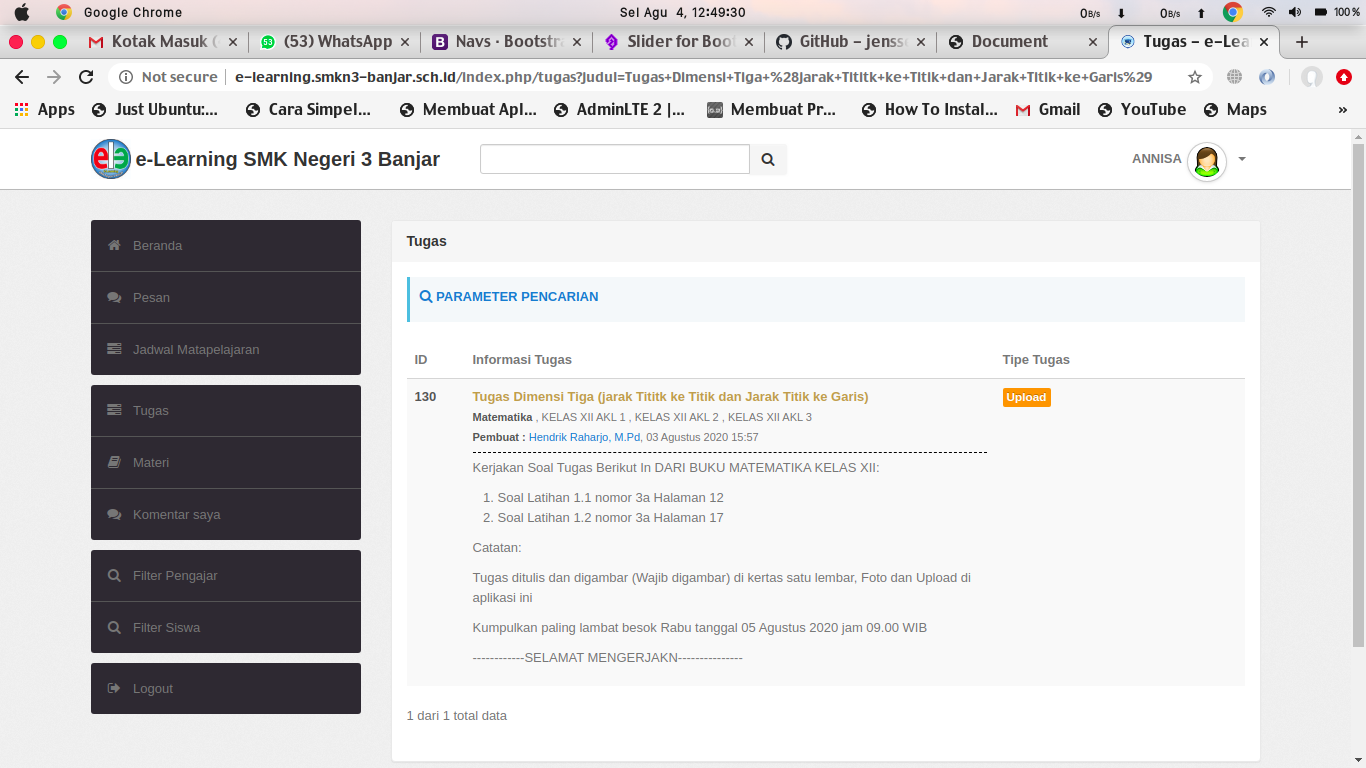 Google Chrome
Sel Agu 4, 12:49:30
0B/s 0B/s 100%
Kotak Masuk (
(53) WhatsApp
Navs · Bootstra
Slider for Boot
GitHub – jensse
Document
Tugas – e-Lea
Not secure e-learning.smkn3-banjar.sch.id/index.php/tugas?judul=Tugas+Dimensi+Tiga+%28jarak+Tititk+ke+Titik+dan+Jarak+Titik+ke+Garis%29
Apps
Just Ubuntu:...
Cara Simpel...
Membuat Apl...
AdminLTE 2 |...
Membuat Pr...
How To Instal...
Gmail
YouTube
Maps
»
e-Learning SMK Negeri 3 Banjar
ANNISA
Beranda
Pesan
Jadwal Matapelajaran
Tugas
Materi
Komentar saya
Filter Pengajar
Filter Siswa
Logout
Tugas
PARAMETER PENCARIAN
ID Informasi Tugas Tipe Tugas
130 Tugas Dimensi Tiga (jarak Tititk ke Titik dan Jarak Titik ke Garis) Upload
Matematika , KELAS XII AKL 1 , KELAS XII AKL 2 , KELAS XII AKL 3
Pembuat : Hendrik Raharjo, M.Pd, 03 Agustus 2020 15:57
Kerjakan Soal Tugas Berikut In DARI BUKU MATEMATIKA KELAS XII:
1. Soal Latihan 1.1 nomor 3a Halaman 12
2. Soal Latihan 1.2 nomor 3a Halaman 17
Catatan:
Tugas ditulis dan digambar (Wajib digambar) di kertas satu lembar, Foto dan Upload di
aplikasi ini
Kumpulkan paling lambat besok Rabu tanggal 05 Agustus 2020 jam 09.00 WIB
------------SELAMAT MENGERJAKN---------------
1 dari 1 total data